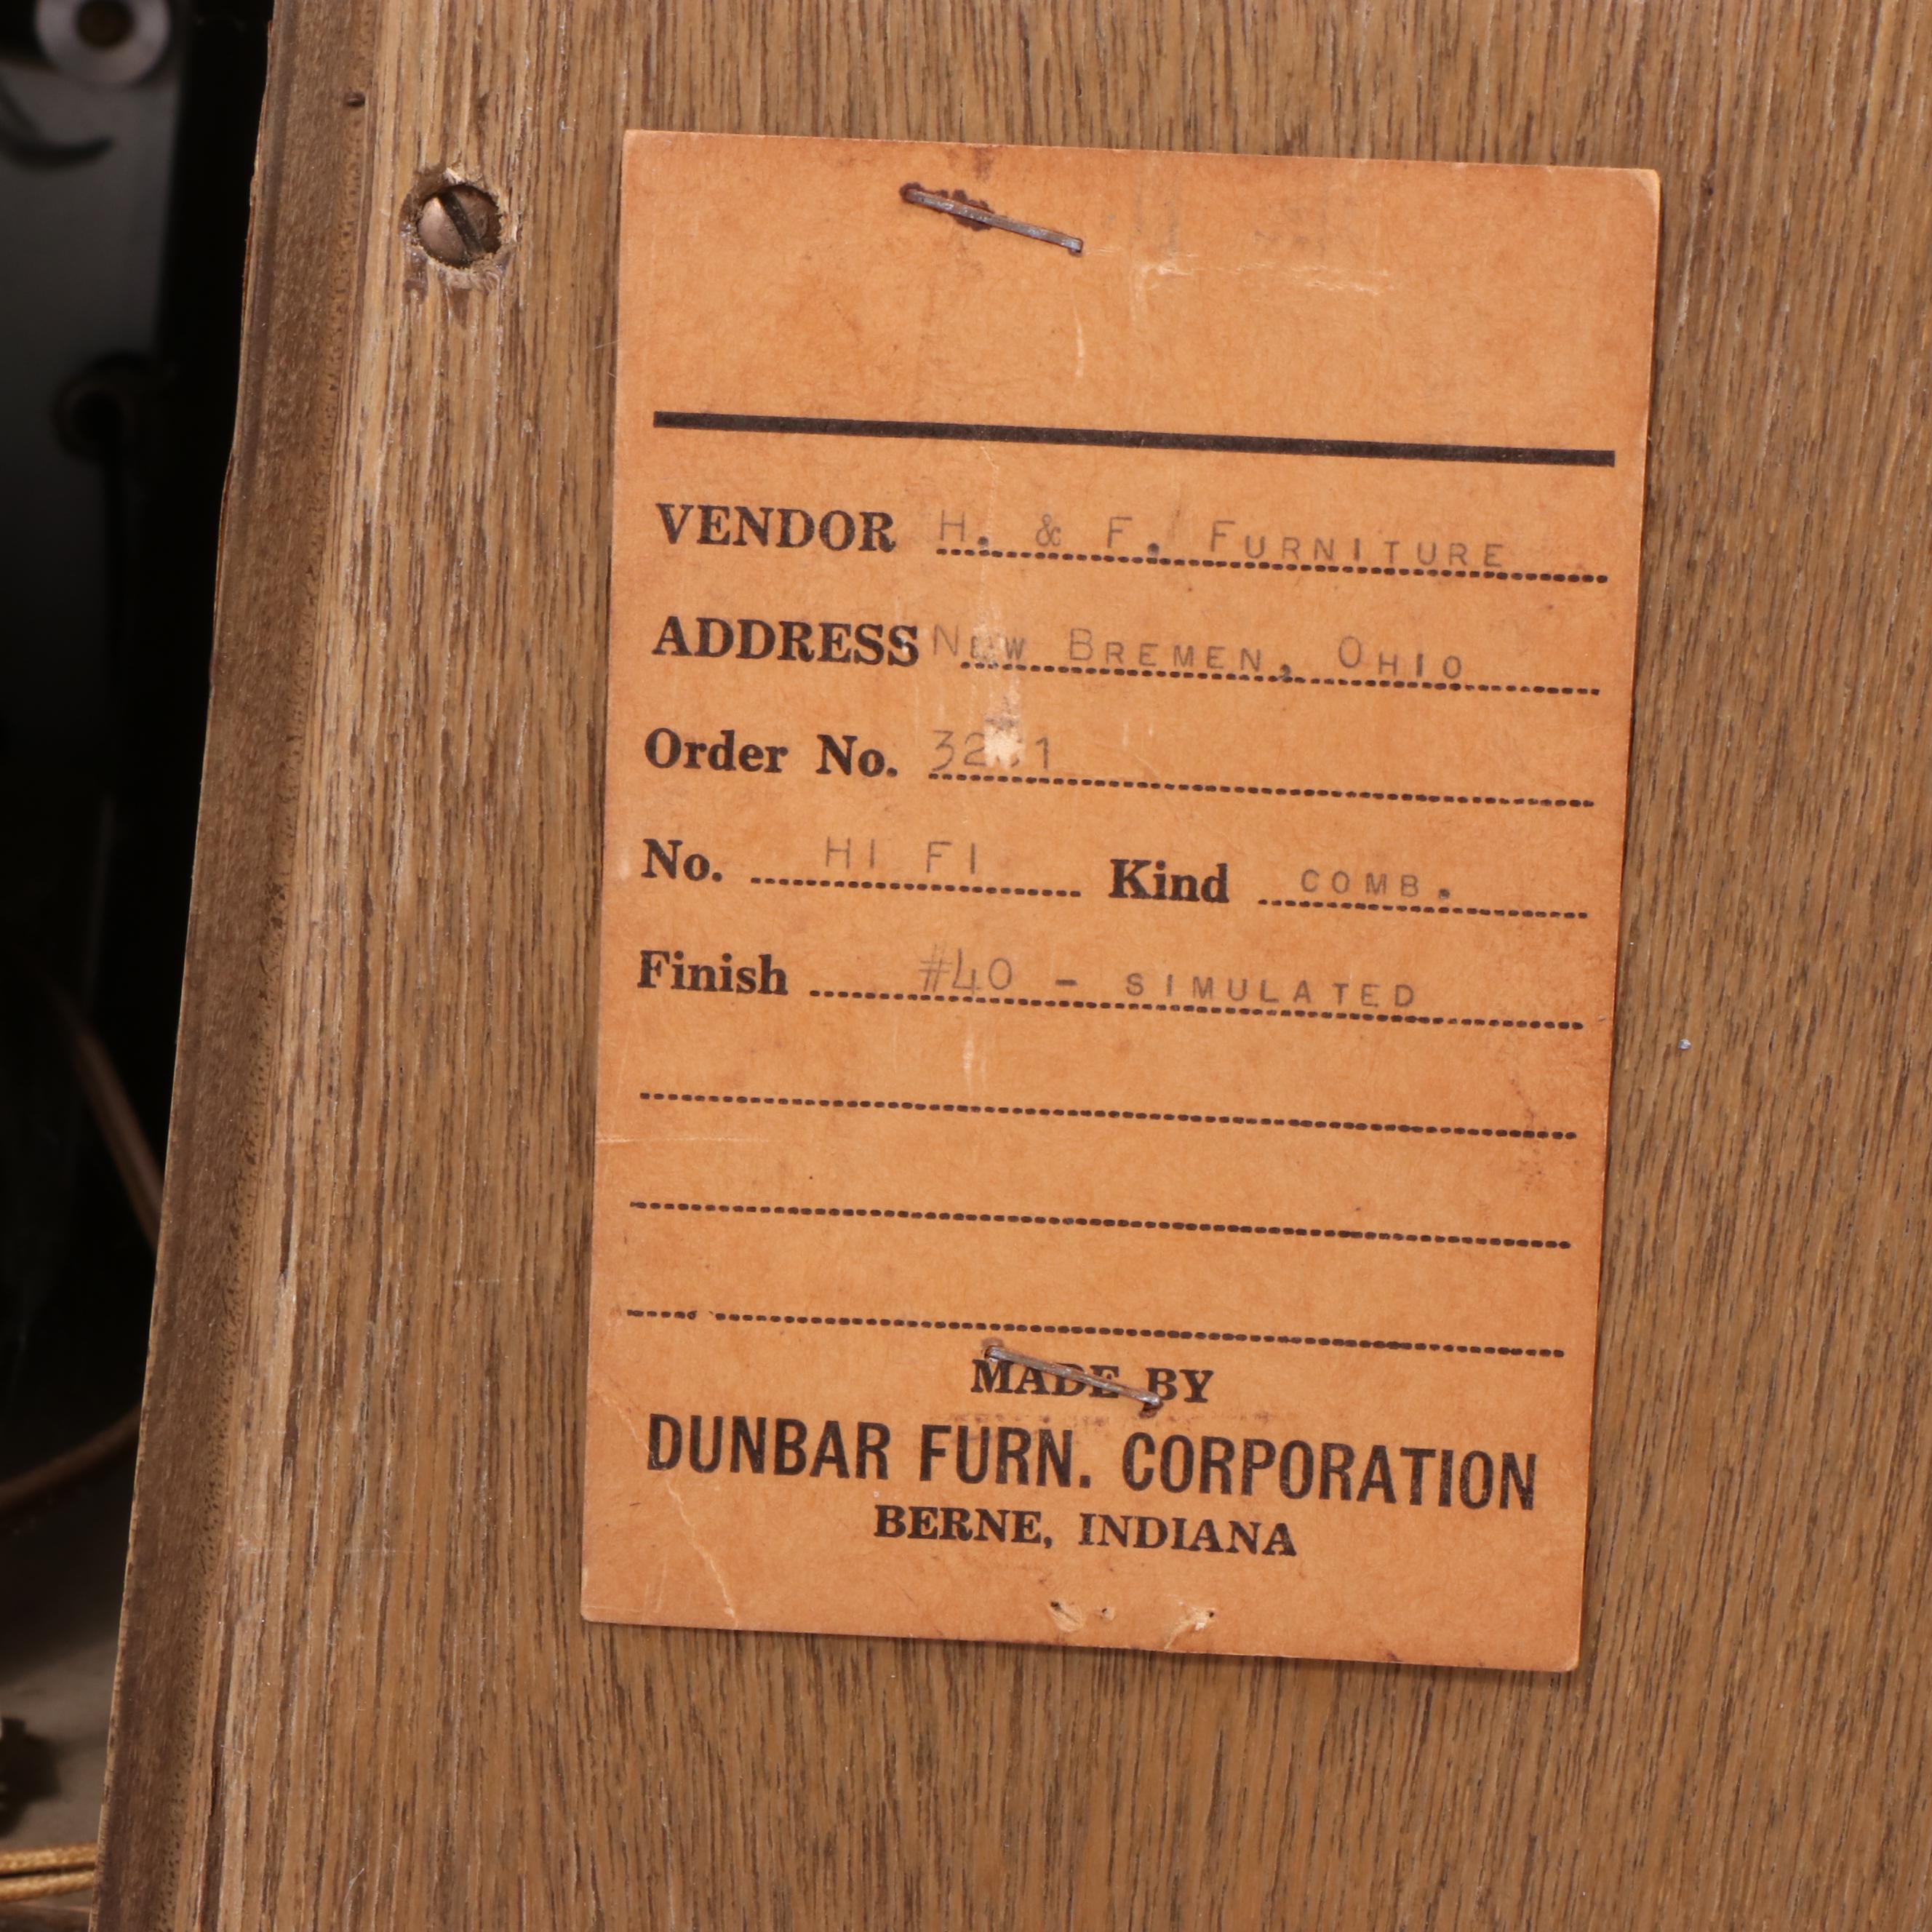 VENDOR H. & F. FURNITURE
ADDRESS NEW BREMEN, OHIO
Order No.
No. HI FI Kind COMB.
Finish #40 - SIMULATED
MADE BY
DUNBAR FURN. CORPORATION
BERNE, INDIANA